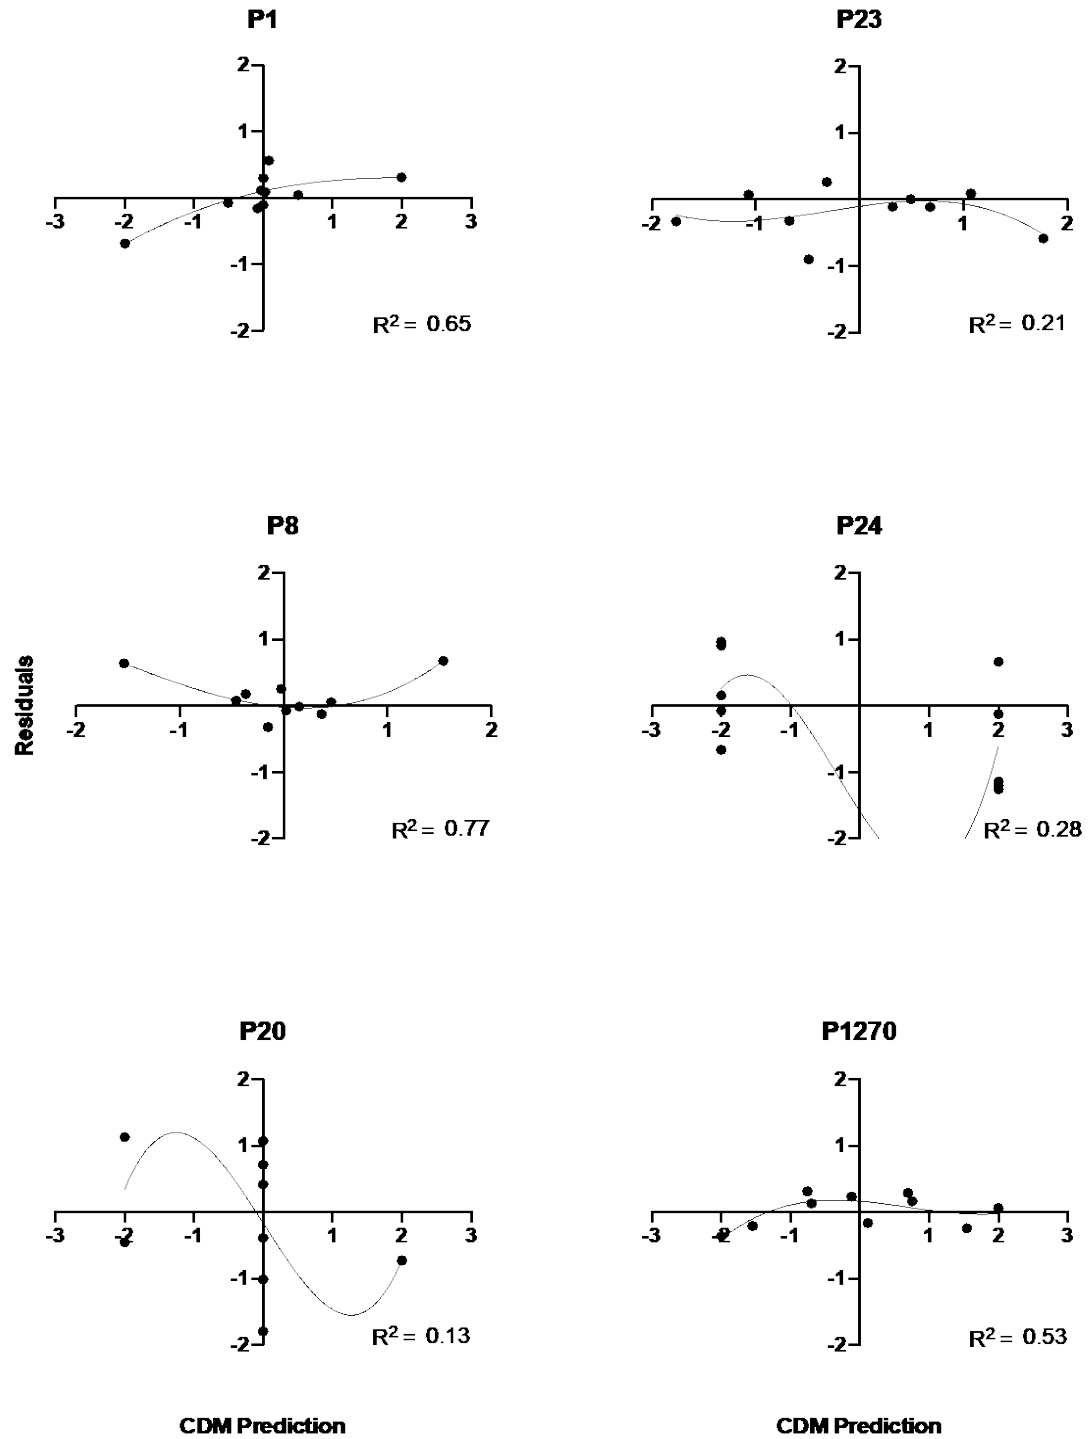 P1
2
1
-3 -2 -1 1 2 3
-1
-2
R² = 0.65
P23
2
1
-2 -1 1 2
-1
-2
R² = 0.21
P8
2
1
-2 -1 1 2
-1
-2
R² = 0.77
P24
2
1
-3 -2 -1 1 2 3
-1
-2
R² = 0.28
Residuals
P20
2
1
-3 -2 -1 1 2 3
-1
-2
R² = 0.13
P1270
2
1
-3 -2 -1 1 2 3
-1
-2
R² = 0.53
CDM Prediction
CDM Prediction